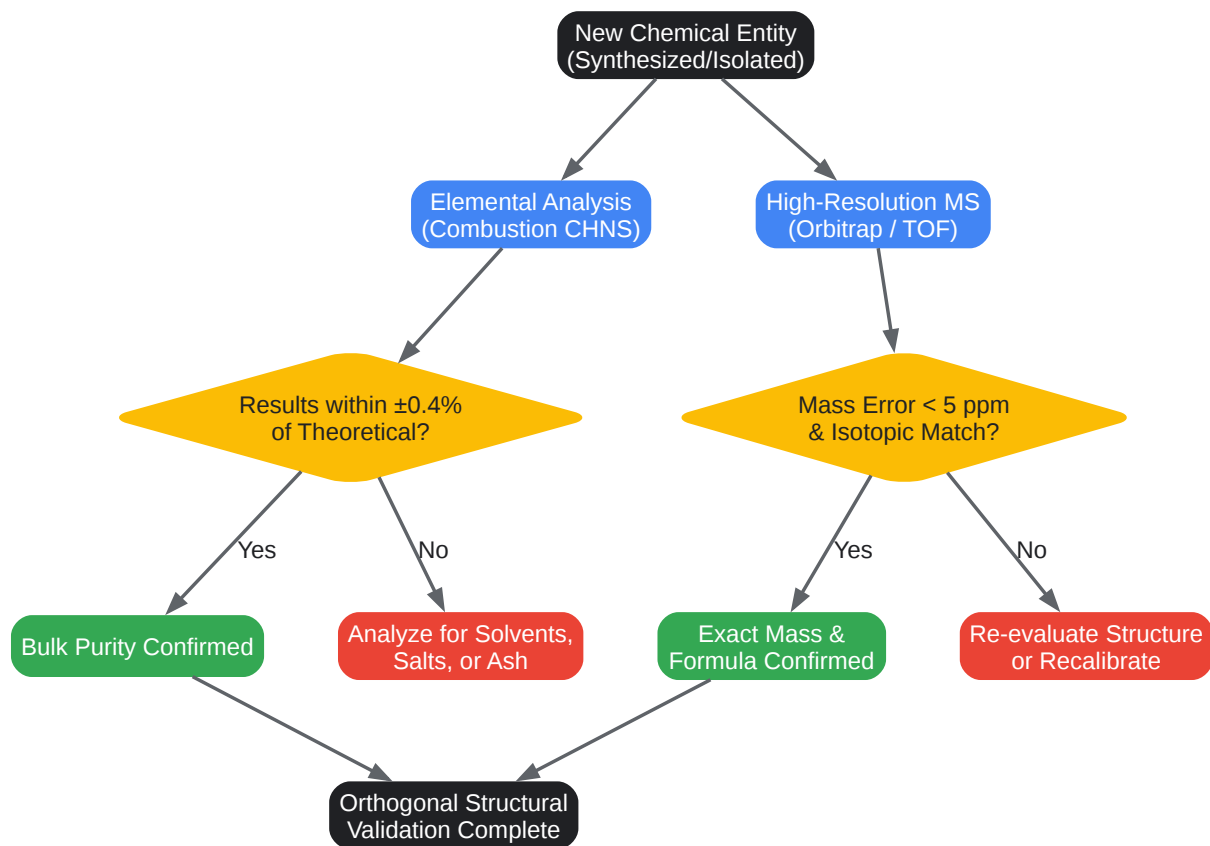 New Chemical Entity
(Synthesized/Isolated)
Elemental Analysis
(Combustion CHNS)
High-Resolution MS
(Orbitrap / TOF)
Results within ±0.4%
of Theoretical?
Mass Error < 5 ppm
& Isotopic Match?
Yes
No
Yes
No
Bulk Purity Confirmed
Analyze for Solvents,
Salts, or Ash
Exact Mass &
Formula Confirmed
Re-evaluate Structure
or Recalibrate
Orthogonal Structural
Validation Complete